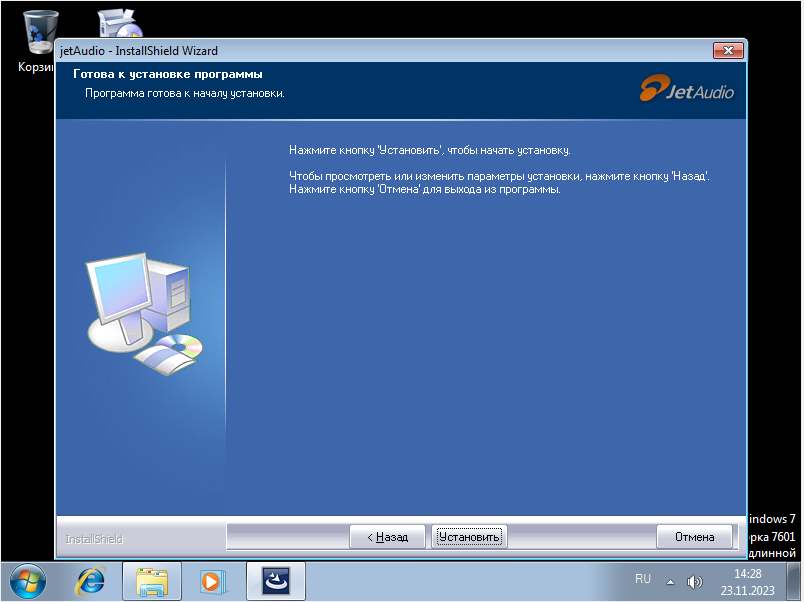 Корзи
jetAudio - InstallShield Wizard
Готова к установке программы
Программа готова к началу установки.
JetAudio
Нажмите кнопку 'Установить', чтобы начать установку.
Чтобы просмотреть или изменить параметры установки, нажмите кнопку 'Назад'.
Нажмите кнопку 'Отмена' для выхода из программы.
InstallShield
< Назад
Установить
Отмена
indows 7
рка 7601
длинной
RU
14:28
23.11.2023